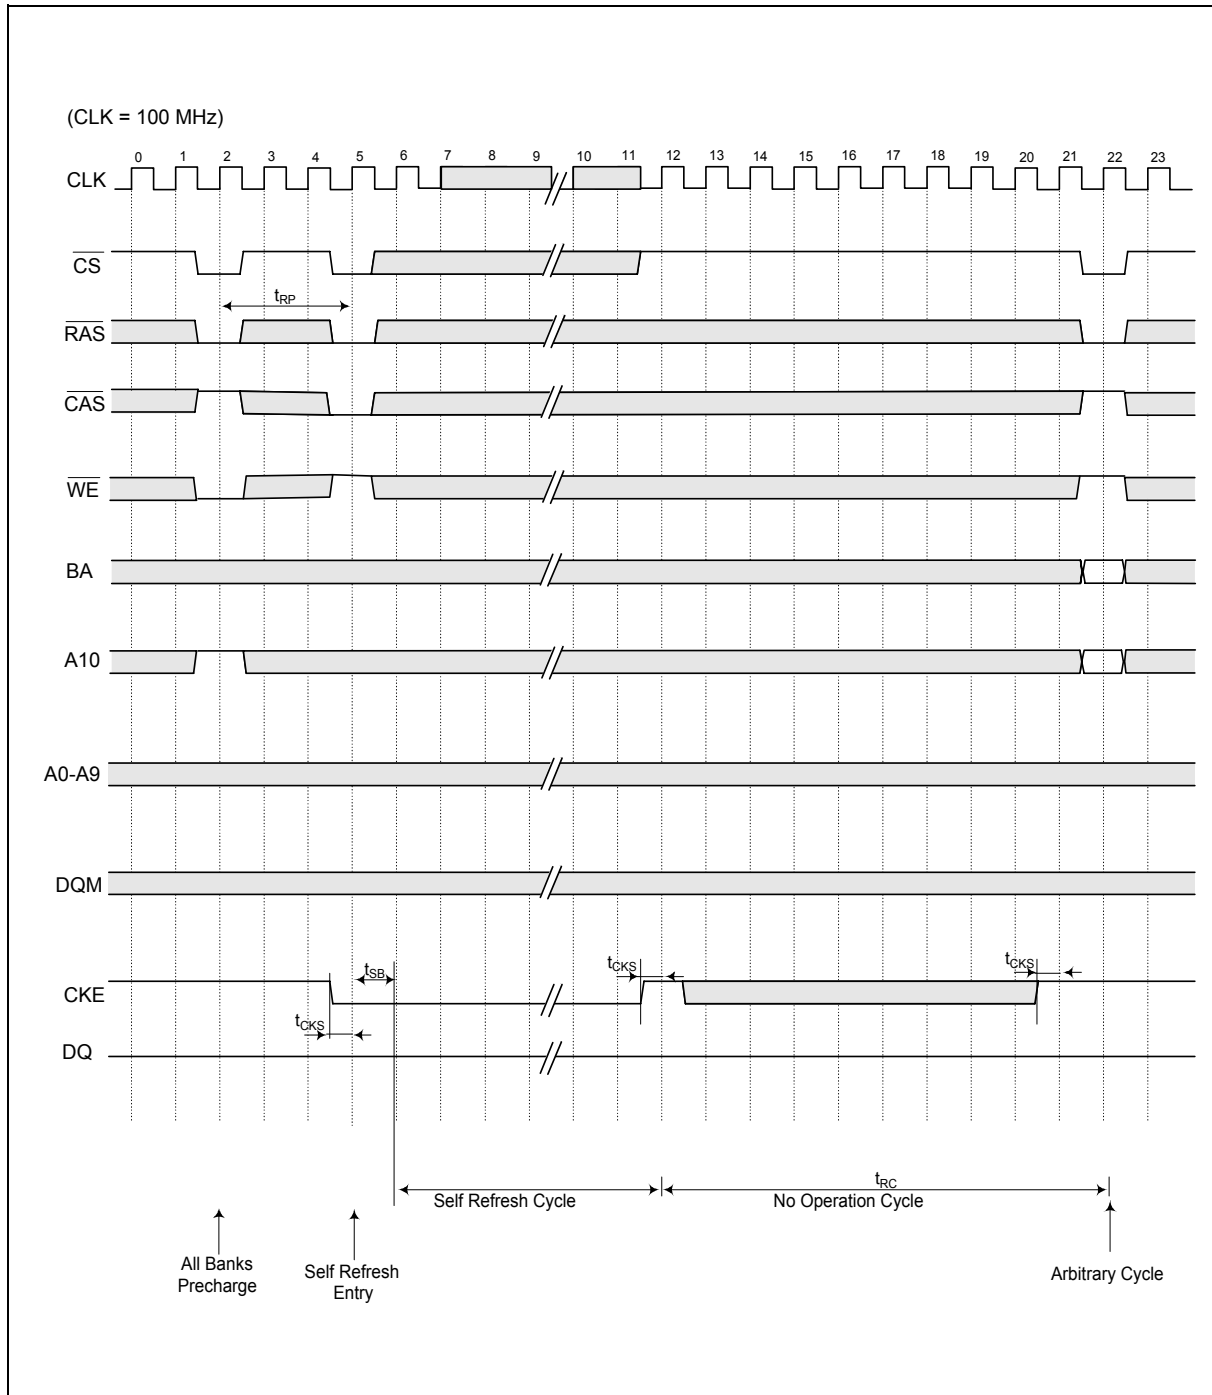 (CLK = 100 MHz)
0 1 2 3 4 5 6 7 8 9 10 11 12 13 14 15 16 17 18 19 20 21 22 23
CLK
CS
tRP
RAS
CAS
WE
BA
A10
A0-A9
DQM
tSB
tCKS
tCKS
CKE
tCKS
DQ
tRC
Self Refresh Cycle
No Operation Cycle
All Banks
Precharge
Self Refresh
Entry
Arbitrary Cycle